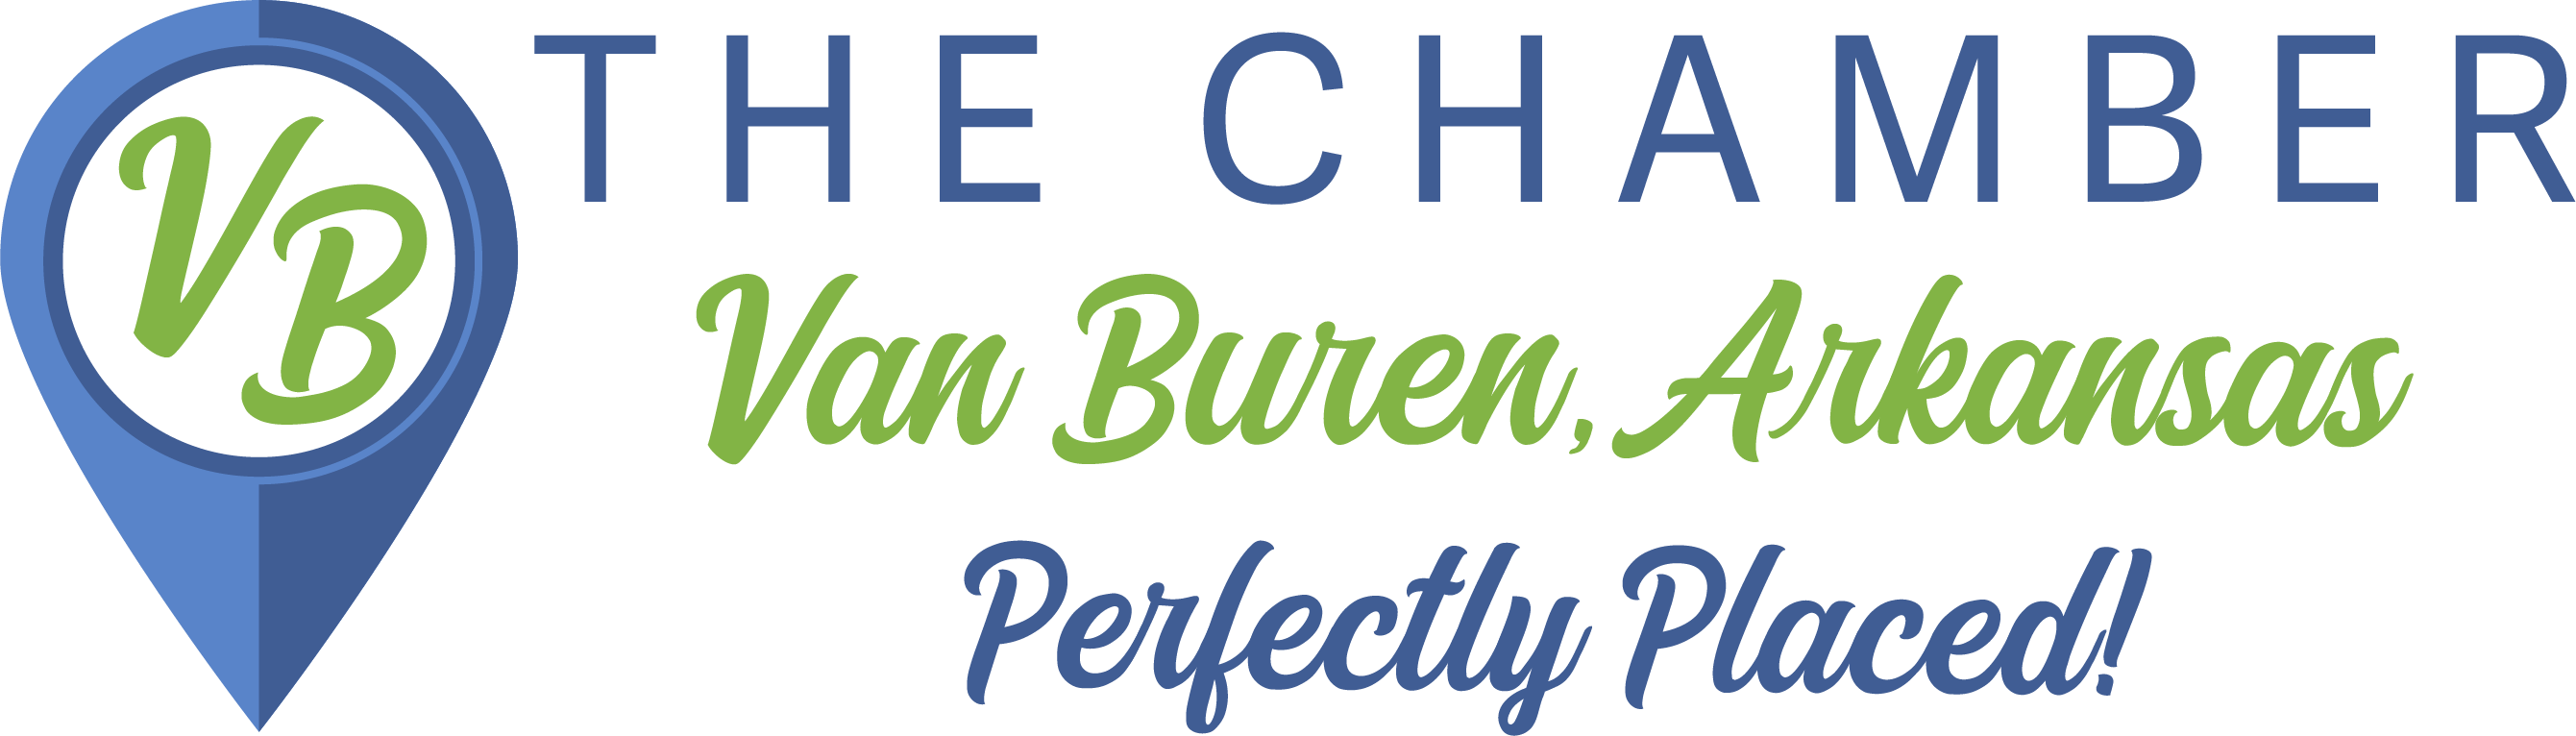 VB
THE CHAMBER
Van Buren, Arkansas
Perfectly Placed!